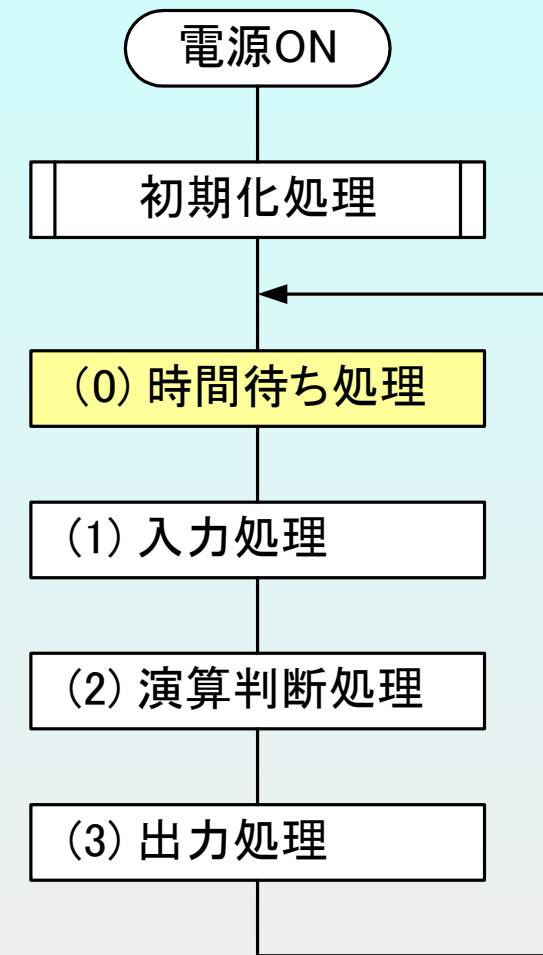 電源ON
初期化処理
(0) 時間待ち処理
(1) 入力処理
(2) 演算判断処理
(3) 出力処理